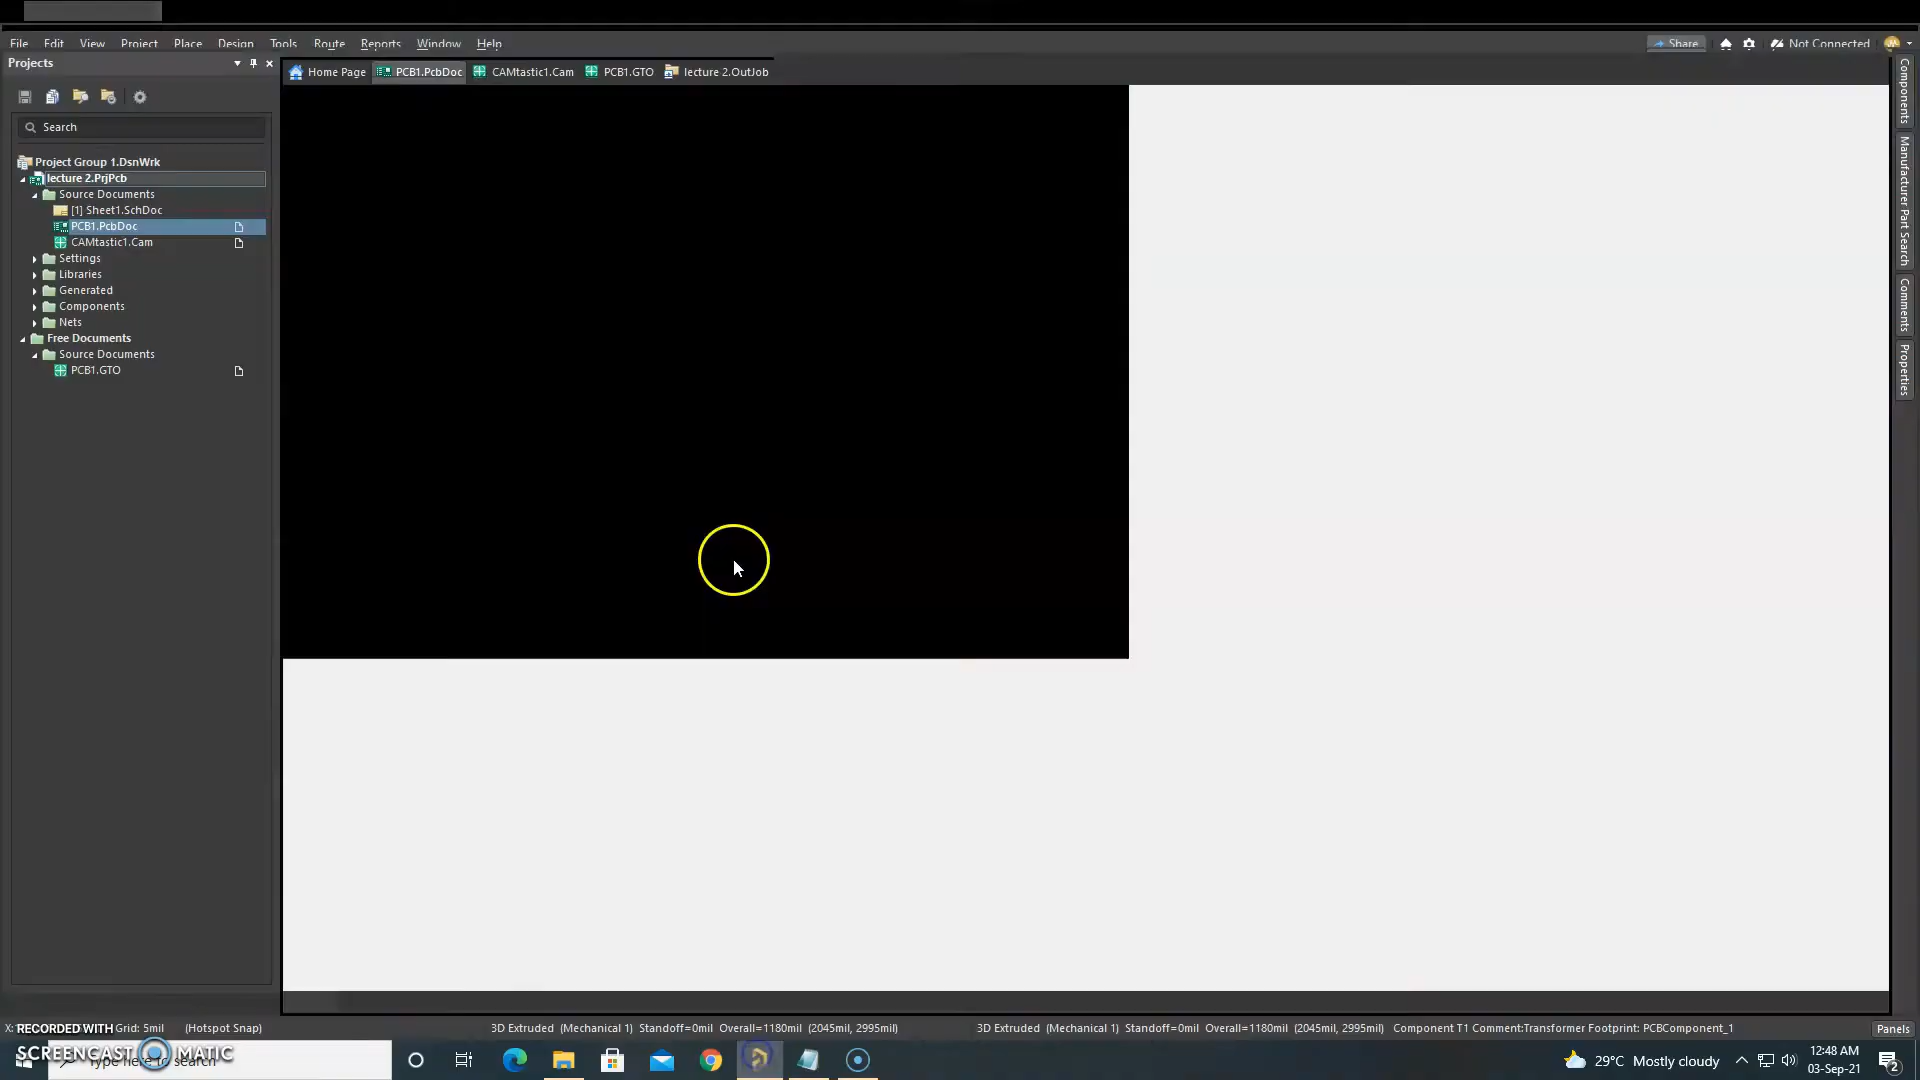 File Edit View Project Place Design Tools Route Reports Window Help Share Not Connected
Projects
Home Page PCB1.PcbDoc CAMtastic1.Cam PCB1.GTO lecture 2.OutJob
Search
Project Group 1.DsnWrk
lecture 2.PrjPcb
Source Documents
[1] Sheet1.SchDoc
PCB1.PcbDoc
CAMtastic1.Cam
Settings
Libraries
Generated
Components
Nets
Free Documents
Source Documents
PCB1.GTO
Components
Manufacturer Part Search
Comments
Properties
X: Grid: 5mil (Hotspot Snap) 3D Extruded (Mechanical 1) Standoff=0mil Overall=1180mil (2045mil, 2995mil) 3D Extruded (Mechanical 1) Standoff=0mil Overall=1180mil (2045mil, 2995mil) Component T1 Comment:Transformer Footprint: PCBComponent_1 Panels
RECORDED WITH
SCREENCAST MATIC
Type here to search
29°C Mostly cloudy
12:48 AM
03-Sep-21
2